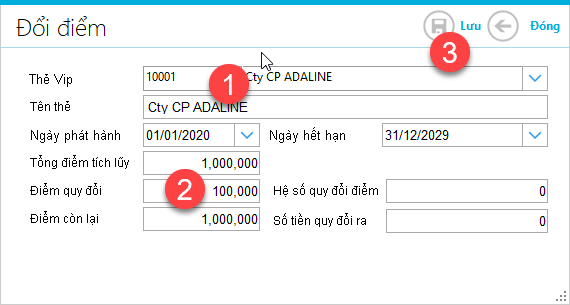 Đổi điểm
Lưu
Đóng
3
Thẻ Vip 10001 Cty CP ADALINE
1
Tên thẻ Cty CP ADALINE
Ngày phát hành 01/01/2020 Ngày hết hạn 31/12/2029
Tổng điểm tích lũy 1,000,000
Điểm quy đổi 100,000 Hệ số quy đổi điểm 0
2
Điểm còn lại 1,000,000 Số tiền quy đổi ra 0